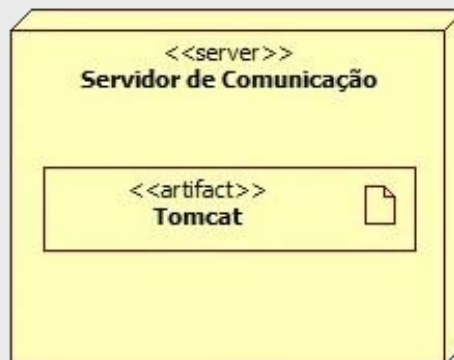 <<server>>
Servidor de Comunicação
<<artifact>>
Tomcat